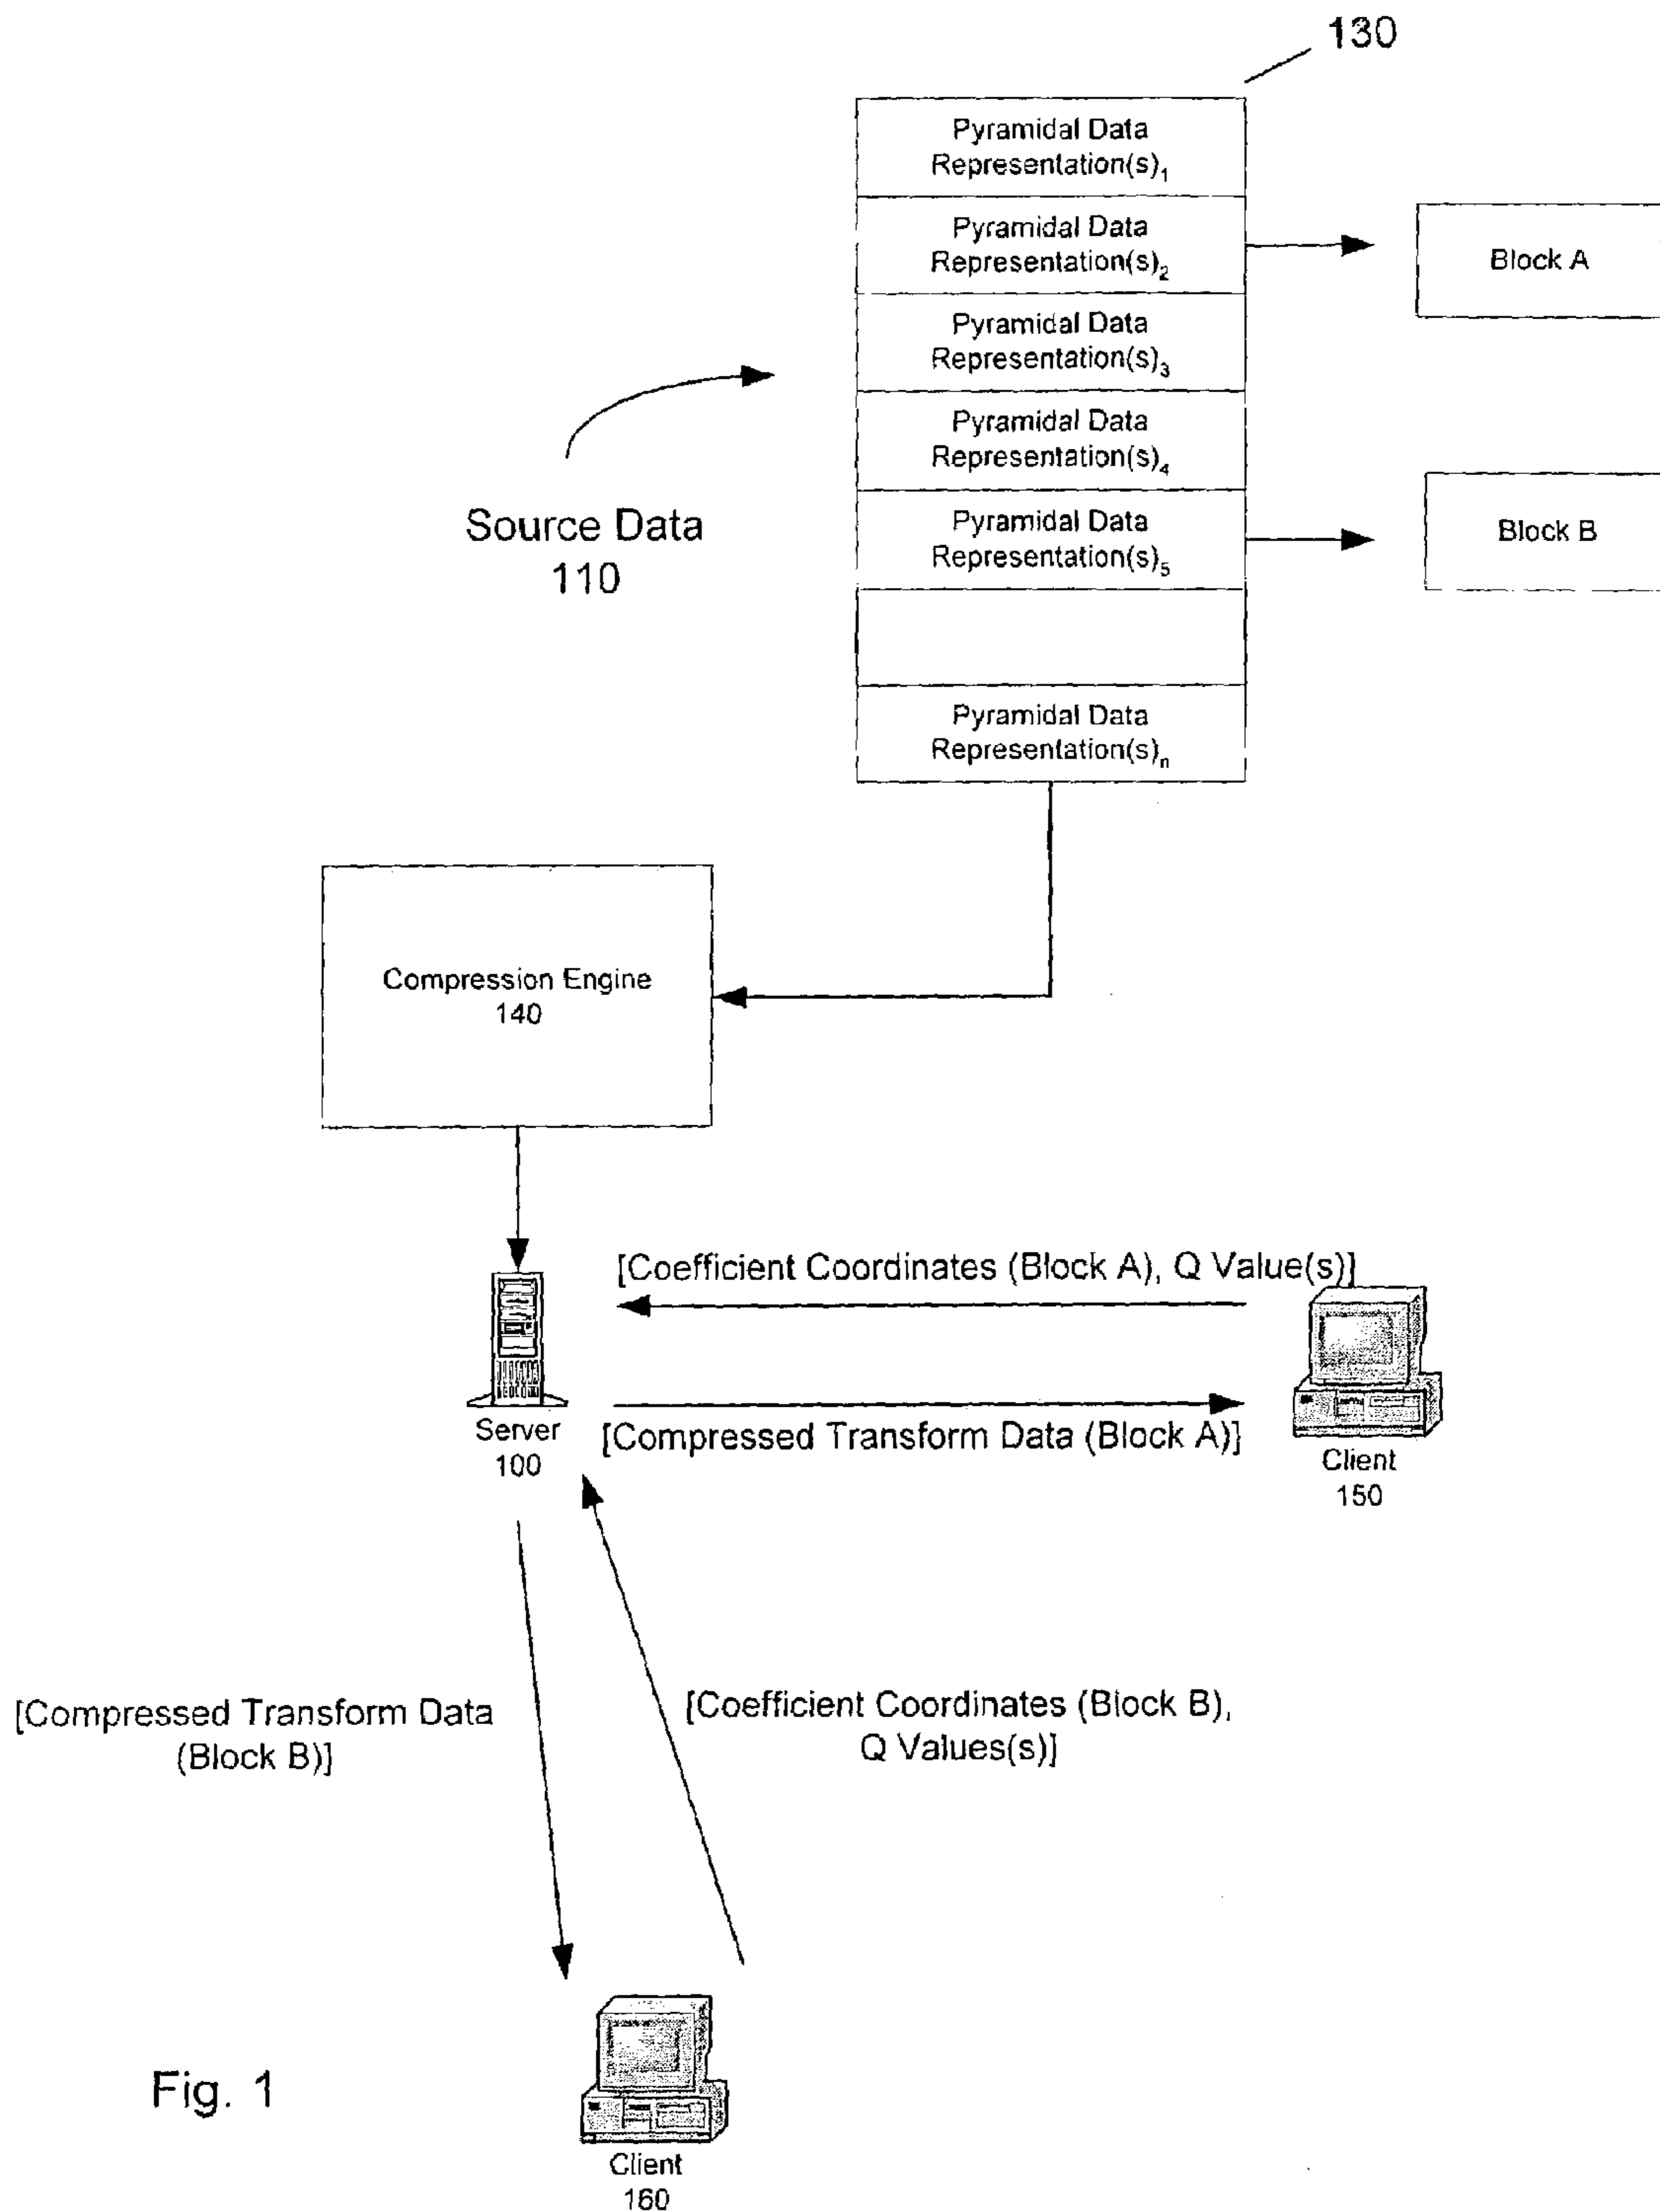 130
Pyramidal Data
Representation(s)1
Pyramidal Data
Representation(s)2
Block A
Pyramidal Data
Representation(s)3
Pyramidal Data
Representation(s)4
Source Data
110
Pyramidal Data
Representation(s)5
Block B
Pyramidal Data
Representation(s)n
Compression Engine
140
[Coefficient Coordinates (Block A), Q Value(s)]
Server
100
[Compressed Transform Data (Block A)]
Client
150
[Compressed Transform Data
(Block B)]
[Coefficient Coordinates (Block B),
Q Values(s)]
Fig. 1
Client
160